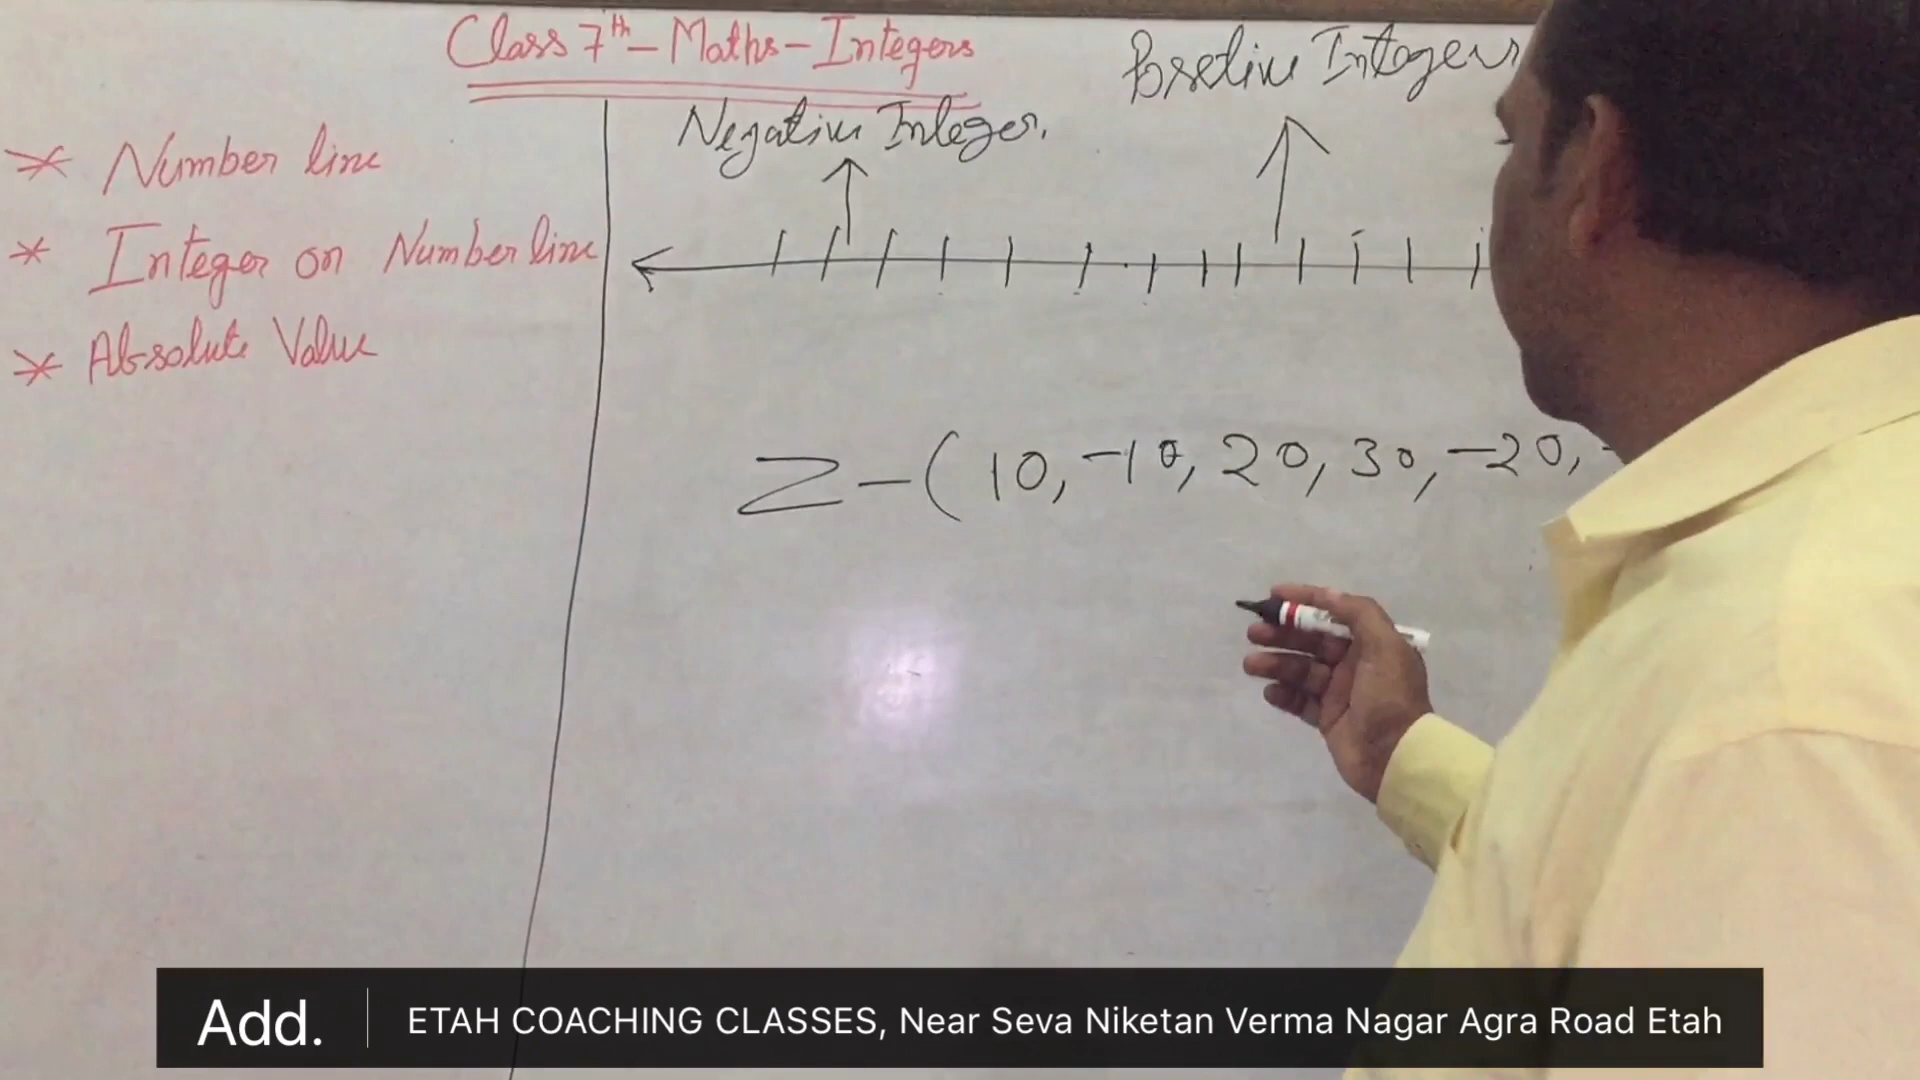 Class 7th - Maths - Integers
* Number line
* Integer on Number line
* Absolute Value
Negative Integer.
Positive Integers
Z - ( 10, -10, 20, 30, -20, -
Add. | ETAH COACHING CLASSES, Near Seva Niketan Verma Nagar Agra Road Etah